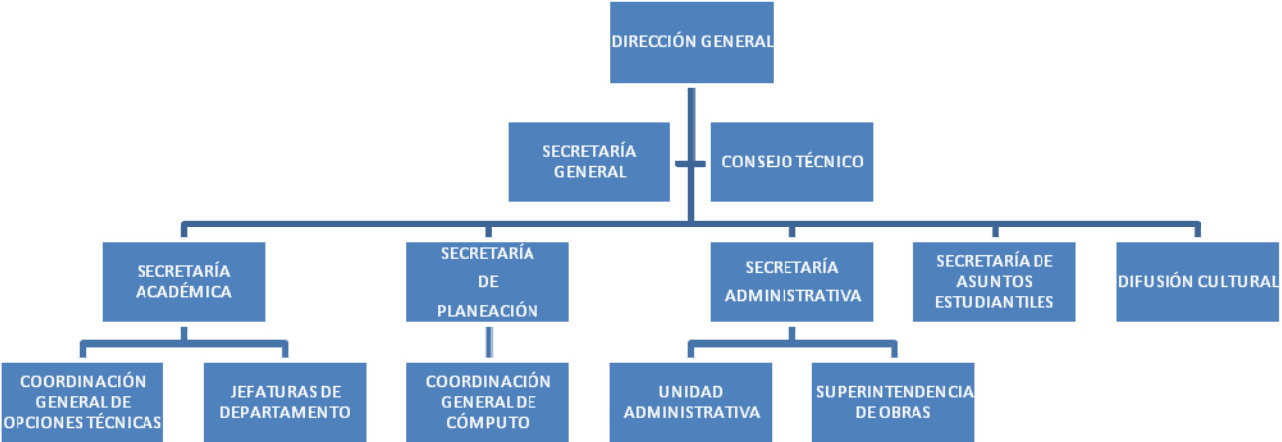 DIRECCIÓN GENERAL
SECRETARÍA
GENERAL
CONSEJO TÉCNICO
SECRETARÍA
ACADÉMICA
SECRETARÍA
DE
PLANEACIÓN
SECRETARÍA
ADMINISTRATIVA
SECRETARÍA DE
ASUNTOS
ESTUDIANTILES
DIFUSIÓN CULTURAL
COORDINACIÓN
GENERAL DE
OPCIONES TÉCNICAS
JEFATURAS DE
DEPARTAMENTO
COORDINACIÓN
GENERAL DE
CÓMPUTO
UNIDAD
ADMINISTRATIVA
SUPERINTENDENCIA
DE OBRAS